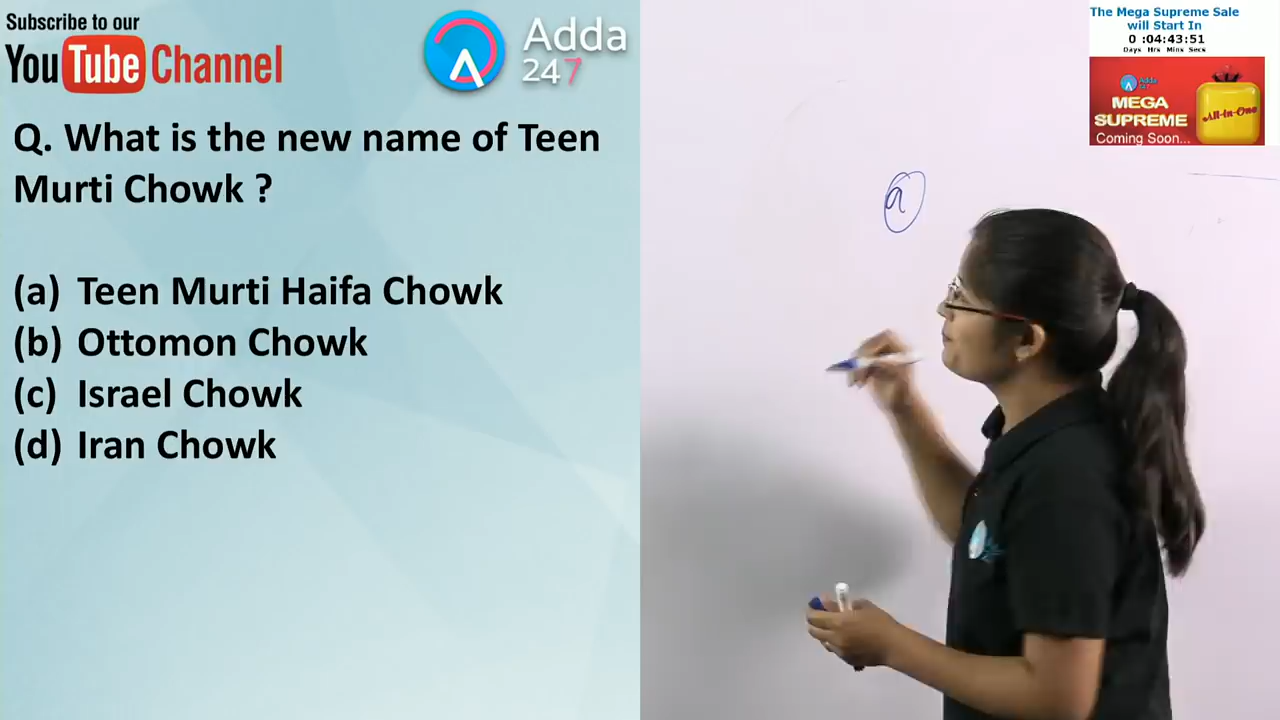 Subscribe to our
YouTube Channel
Adda
247
The Mega Supreme Sale
will Start In
0 :04:43:51
Days Hrs Mins Secs
Adda
247
MEGA
SUPREME
All-in-One
Coming Soon...
Q. What is the new name of Teen
Murti Chowk ?
(a) Teen Murti Haifa Chowk
(b) Ottomon Chowk
(c) Israel Chowk
(d) Iran Chowk
a